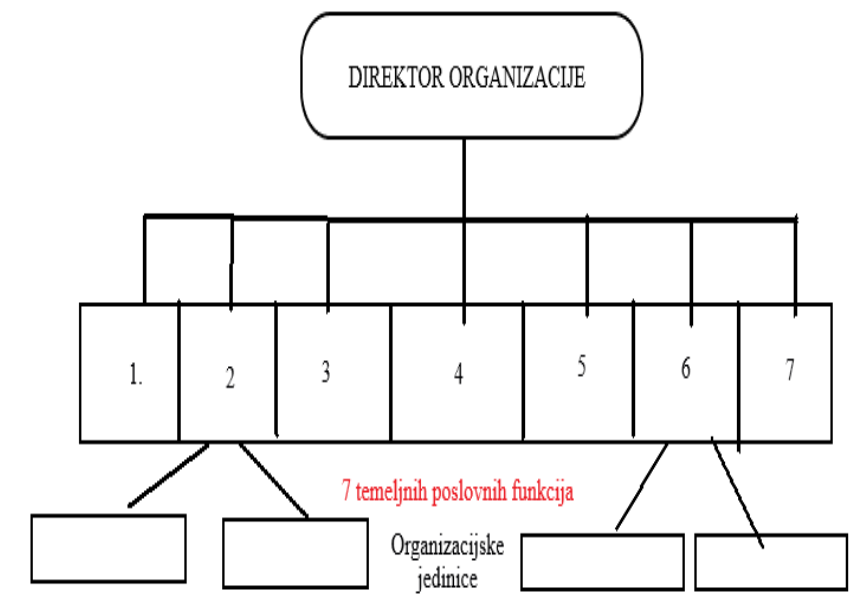 DIREKTOR ORGANIZACIJE
1.
2
3
4
5
6
7
7 temeljnih poslovnih funkcija
Organizacijske
jedinice